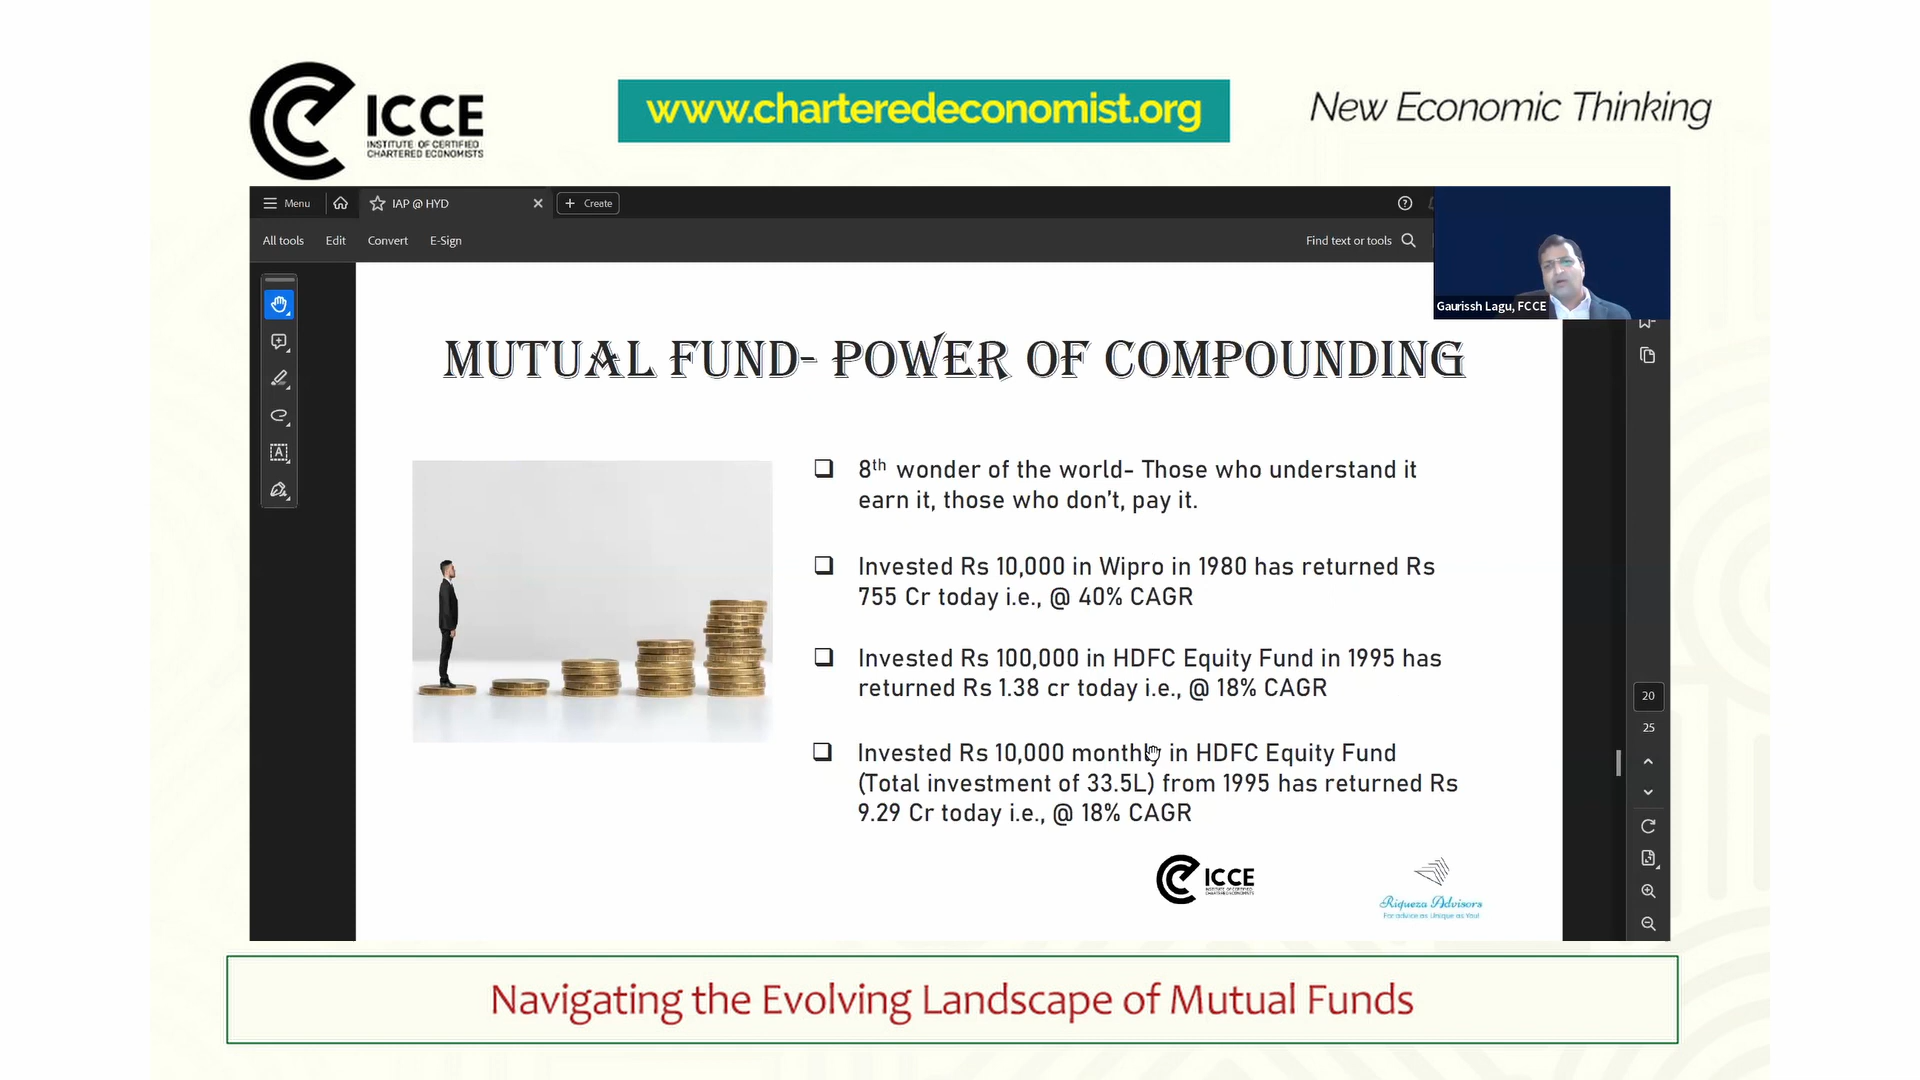 ICCE
INSTITUTE OF CERTIFIED
CHARTERED ECONOMISTS
www.charteredeconomist.org
New Economic Thinking
Menu
IAP @ HYD
Create
All tools
Edit
Convert
E-Sign
Find text or tools
Gaurissh Lagu, FCCE
MUTUAL FUND- POWER OF COMPOUNDING
8th wonder of the world- Those who understand it
earn it, those who don't, pay it.
Invested Rs 10,000 in Wipro in 1980 has returned Rs
755 Cr today i.e., @ 40% CAGR
Invested Rs 100,000 in HDFC Equity Fund in 1995 has
returned Rs 1.38 cr today i.e., @ 18% CAGR
Invested Rs 10,000 monthly in HDFC Equity Fund
(Total investment of 33.5L) from 1995 has returned Rs
9.29 Cr today i.e., @ 18% CAGR
20
25
ICCE
INSTITUTE OF CERTIFIED
CHARTERED ECONOMISTS
Riqueza Advisors
For advice as Unique as You!
Navigating the Evolving Landscape of Mutual Funds